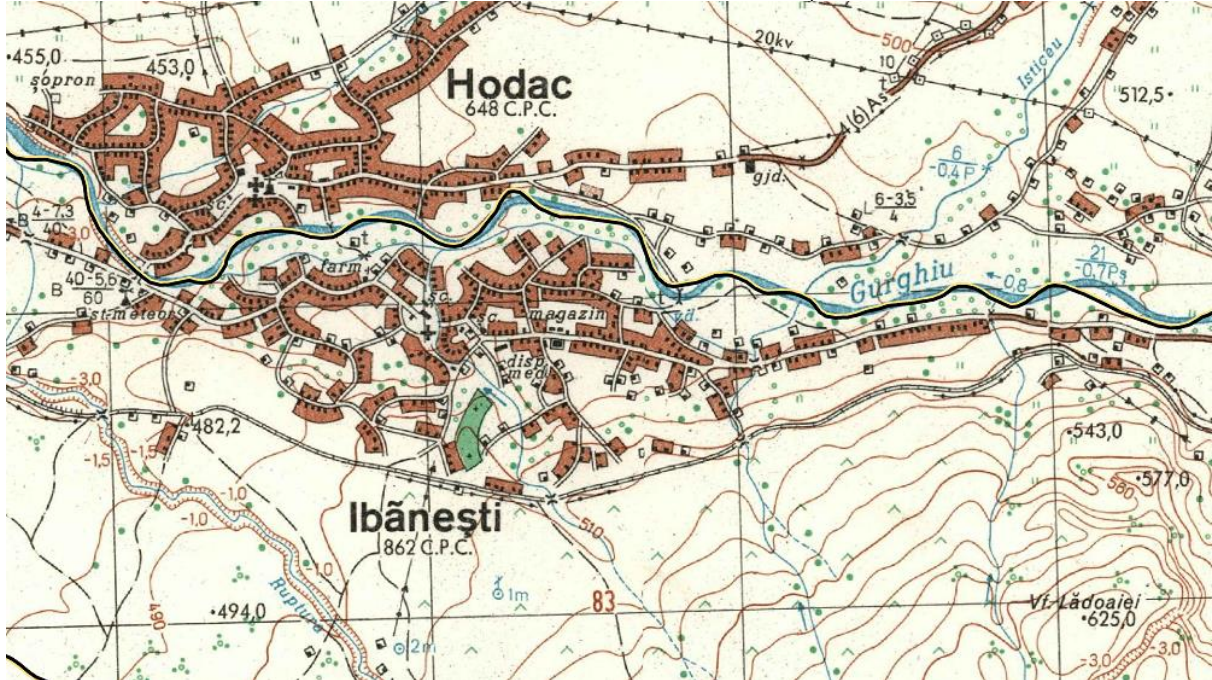 455,0
șopron
453,0
Hodac
648 C.P.C.
20kv
500
10
4(6)As
Isticeu
512,5
6
0,4P
gjd.
6-3,5
4
B 4-7,3
40
3,0
t
farm.
B 40-5,6
60
st. meteor.
sc.
sc.
magazin
t
Gurghiu
0,8
21
0,7Ps
disp.
med.
-3,0
482,2
-1,5
-1,5
-1,0
-1,0
-1,0
Ibănești
862 C.P.C.
510
543,0
560
577,0
Ruptura
490
494,0
1m
2m
83
Vf. Lădoaiei
625,0
-3,0
-3,0